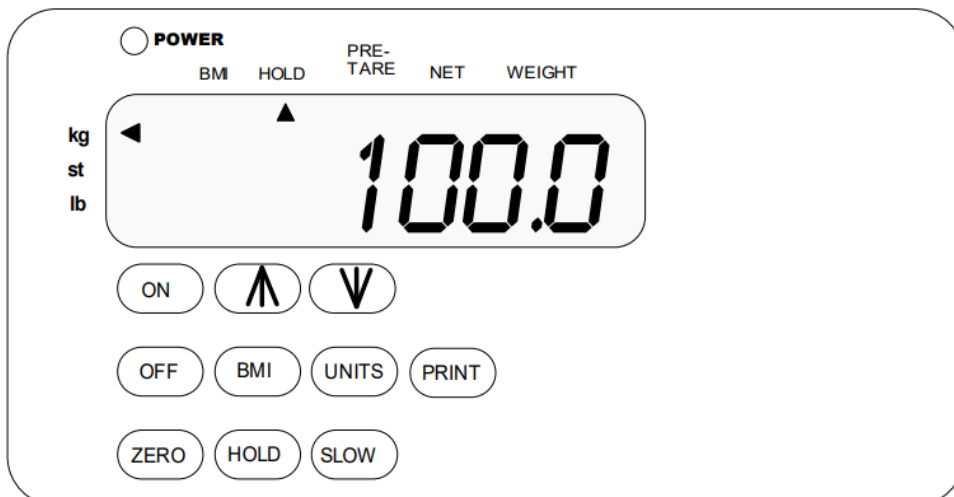 POWER
BMI HOLD PRE-
TARE NET WEIGHT
kg
st
lb
100.0
ON
OFF BMI UNITS PRINT
ZERO HOLD SLOW